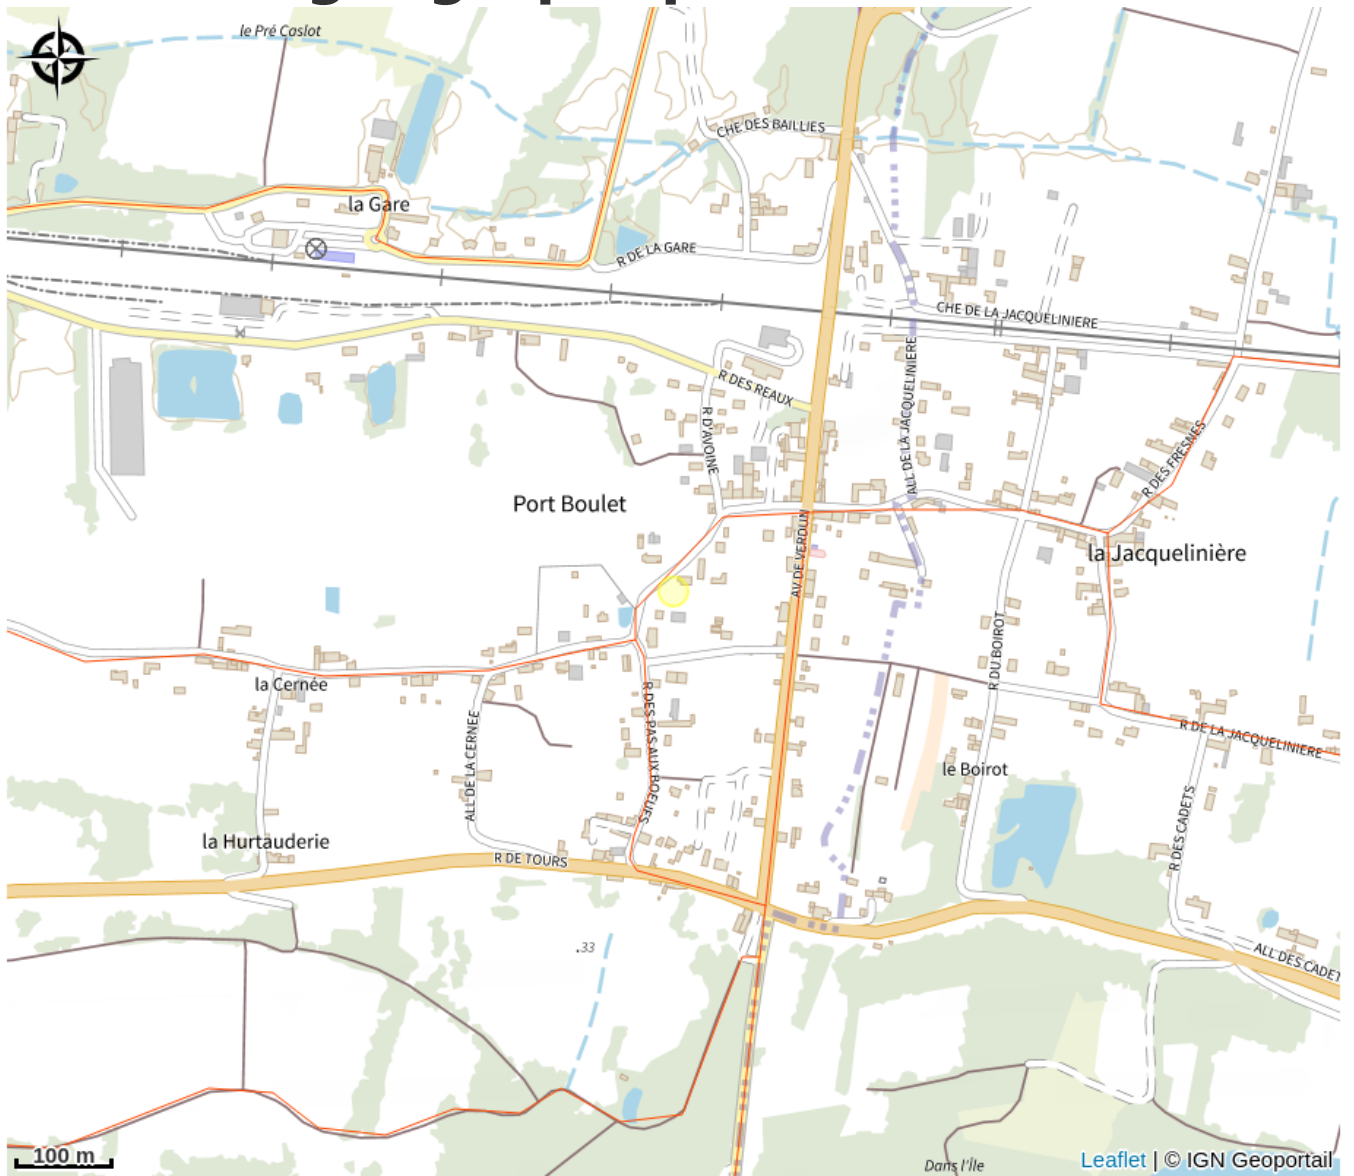 le Pré Caslot
CHE DES BAILLIES
la Gare
R DE LA GARE
CHE DE LA JACQUELINIERE
R DES REAUX
ALL DE LA JACQUELINIERE
R D'AVOINE
R DES FRESNES
Port Boulet
AV DE VERDUN
la Jacquelinière
R DU BOIROT
la Cernée
R DES PAS AUX BOEUFS
ALL DE LA CERNEE
R DE LA JACQUELINIERE
le Boirot
R DES CADETS
la Hurtauderie
R DE TOURS
.33
ALL DES CADET
100 m
Dans l'Île
Leaflet | © IGN Geoportail